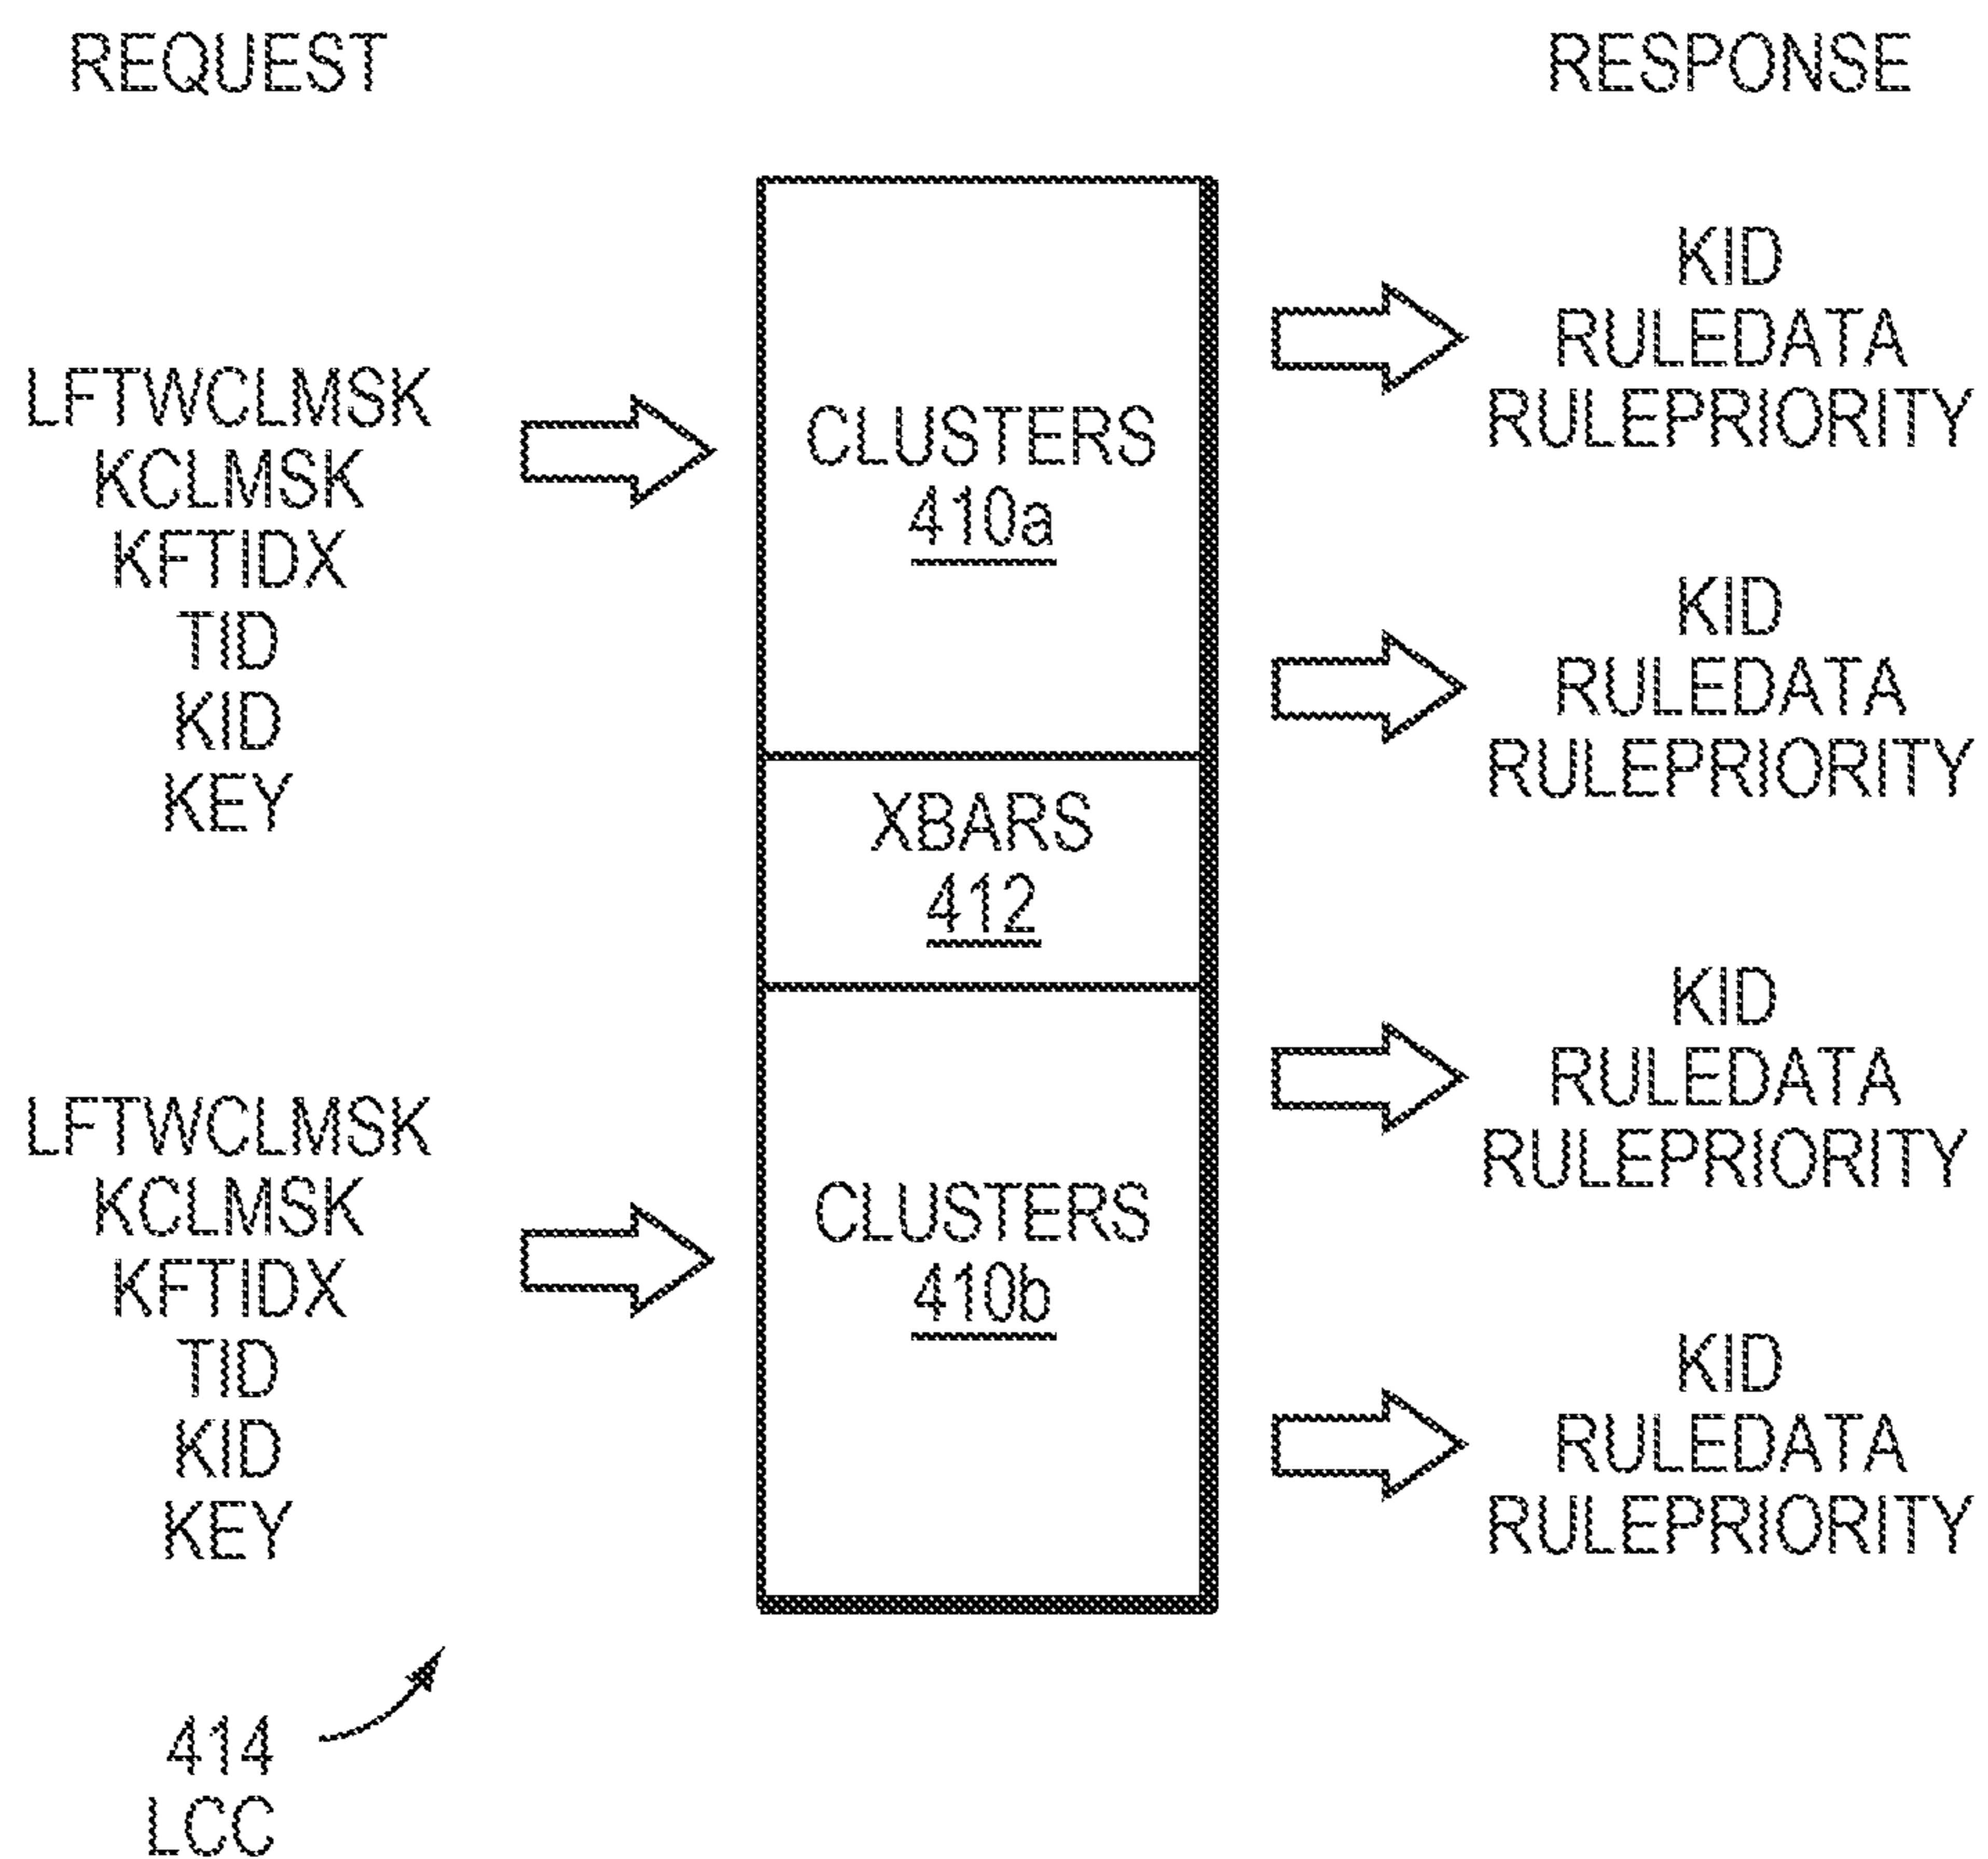 REQUEST
RESPONSE
LFTWCLMSK
KCLMSK
KFTIDX
TID
KID
KEY
CLUSTERS
410a
KID
RULEDATA
RULEPRIORITY
KID
RULEDATA
RULEPRIORITY
XBARS
412
LFTWCLMSK
KCLMSK
KFTIDX
TID
KID
KEY
CLUSTERS
410b
KID
RULEDATA
RULEPRIORITY
KID
RULEDATA
RULEPRIORITY
414
LCC